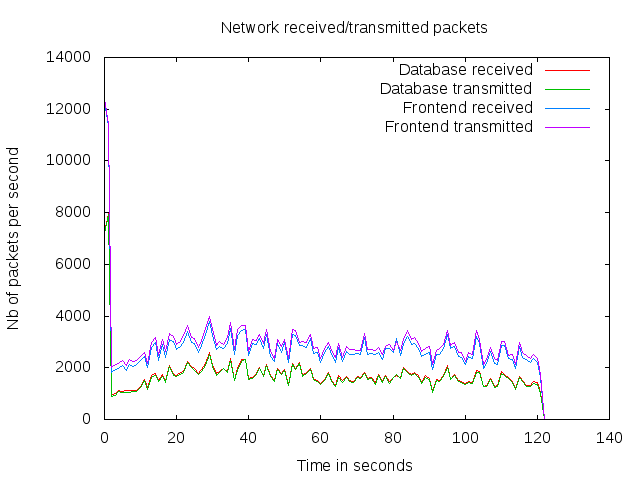 Network received/transmitted packets
Nb of packets per second
14000
12000
10000
8000
6000
4000
2000
0
Database received
Database transmitted
Frontend received
Frontend transmitted
0 20 40 60 80 100 120 140
Time in seconds